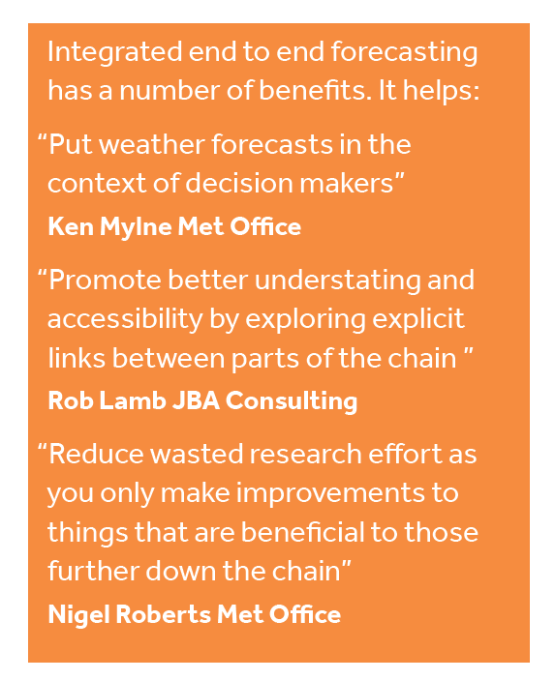 Integrated end to end forecasting
has a number of benefits. It helps:
“Put weather forecasts in the
context of decision makers”
Ken Mylne Met Office
“Promote better understating and
accessibility by exploring explicit
links between parts of the chain ”
Rob Lamb JBA Consulting
“Reduce wasted research effort as
you only make improvements to
things that are beneficial to those
further down the chain”
Nigel Roberts Met Office